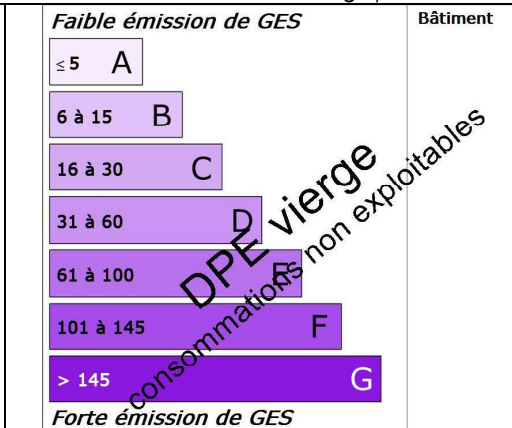 Faible émission de GES
Bâtiment
≤ 5 A
6 à 15 B
16 à 30 C
31 à 60 D
61 à 100 E
101 à 145 F
> 145 G
Forte émission de GES
DPE vierge
consommations non exploitables